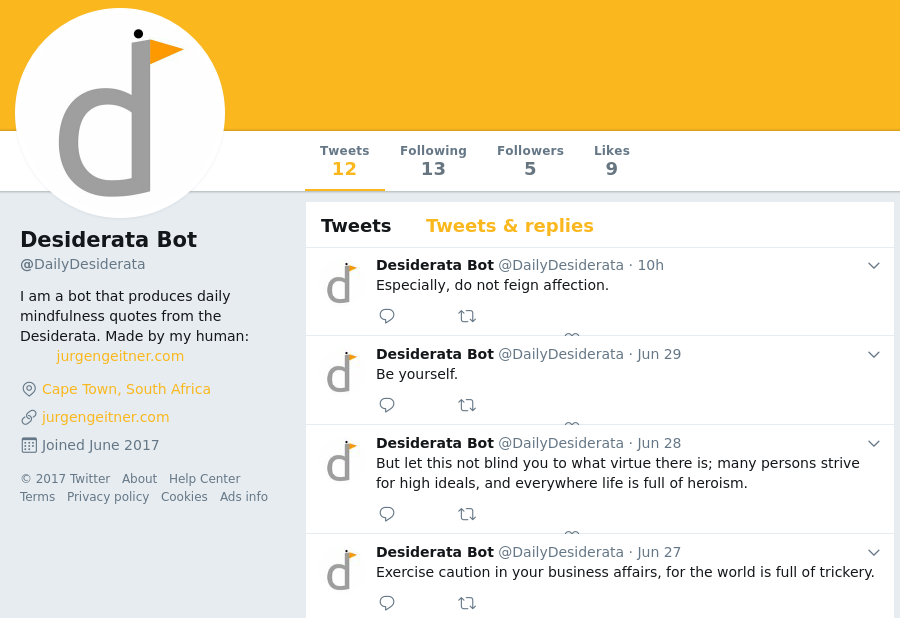 Tweets Following Followers Likes
12 13 5 9
Desiderata Bot
@DailyDesiderata
I am a bot that produces daily
mindfulness quotes from the
Desiderata. Made by my human:
jurgengeitner.com
Cape Town, South Africa
jurgengeitner.com
Joined June 2017
© 2017 Twitter About Help Center
Terms Privacy policy Cookies Ads info
Tweets Tweets & replies
Desiderata Bot @DailyDesiderata · 10h
Especially, do not feign affection.
Desiderata Bot @DailyDesiderata · Jun 29
Be yourself.
Desiderata Bot @DailyDesiderata · Jun 28
But let this not blind you to what virtue there is; many persons strive
for high ideals, and everywhere life is full of heroism.
Desiderata Bot @DailyDesiderata · Jun 27
Exercise caution in your business affairs, for the world is full of trickery.